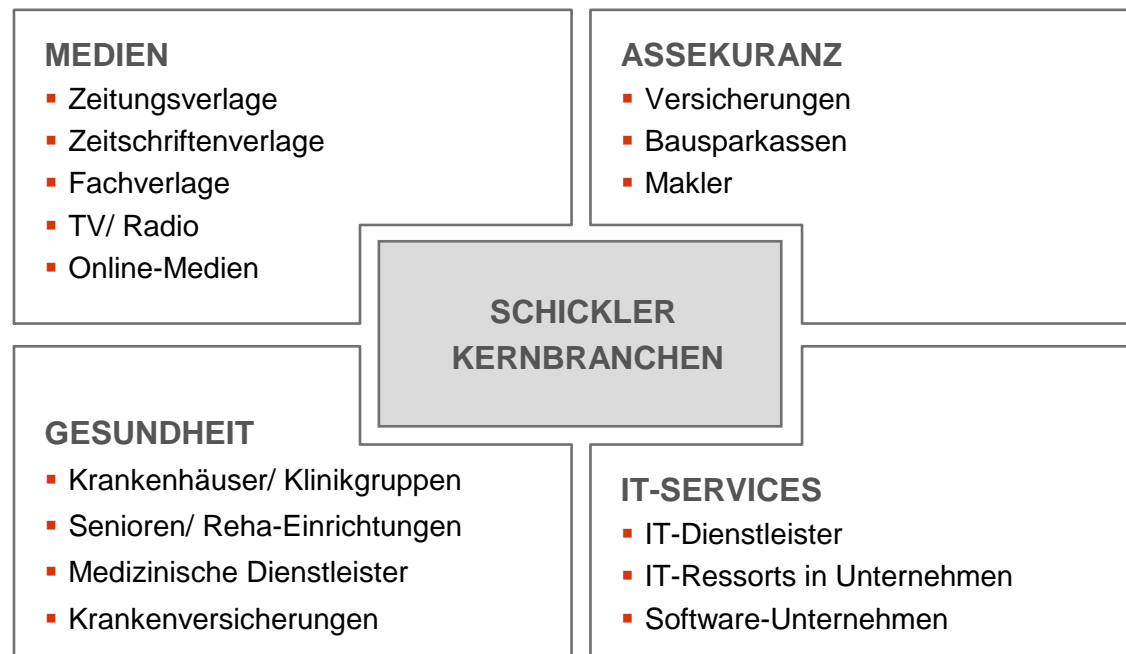 MEDIEN
▪ Zeitungsverlage
▪ Zeitschriftenverlage
▪ Fachverlage
▪ TV/ Radio
▪ Online-Medien
ASSEKURANZ
▪ Versicherungen
▪ Bausparkassen
▪ Makler
SCHICKLER
KERNBRANCHEN
GESUNDHEIT
▪ Krankenhäuser/ Klinikgruppen
▪ Senioren/ Reha-Einrichtungen
▪ Medizinische Dienstleister
▪ Krankenversicherungen
IT-SERVICES
▪ IT-Dienstleister
▪ IT-Ressorts in Unternehmen
▪ Software-Unternehmen